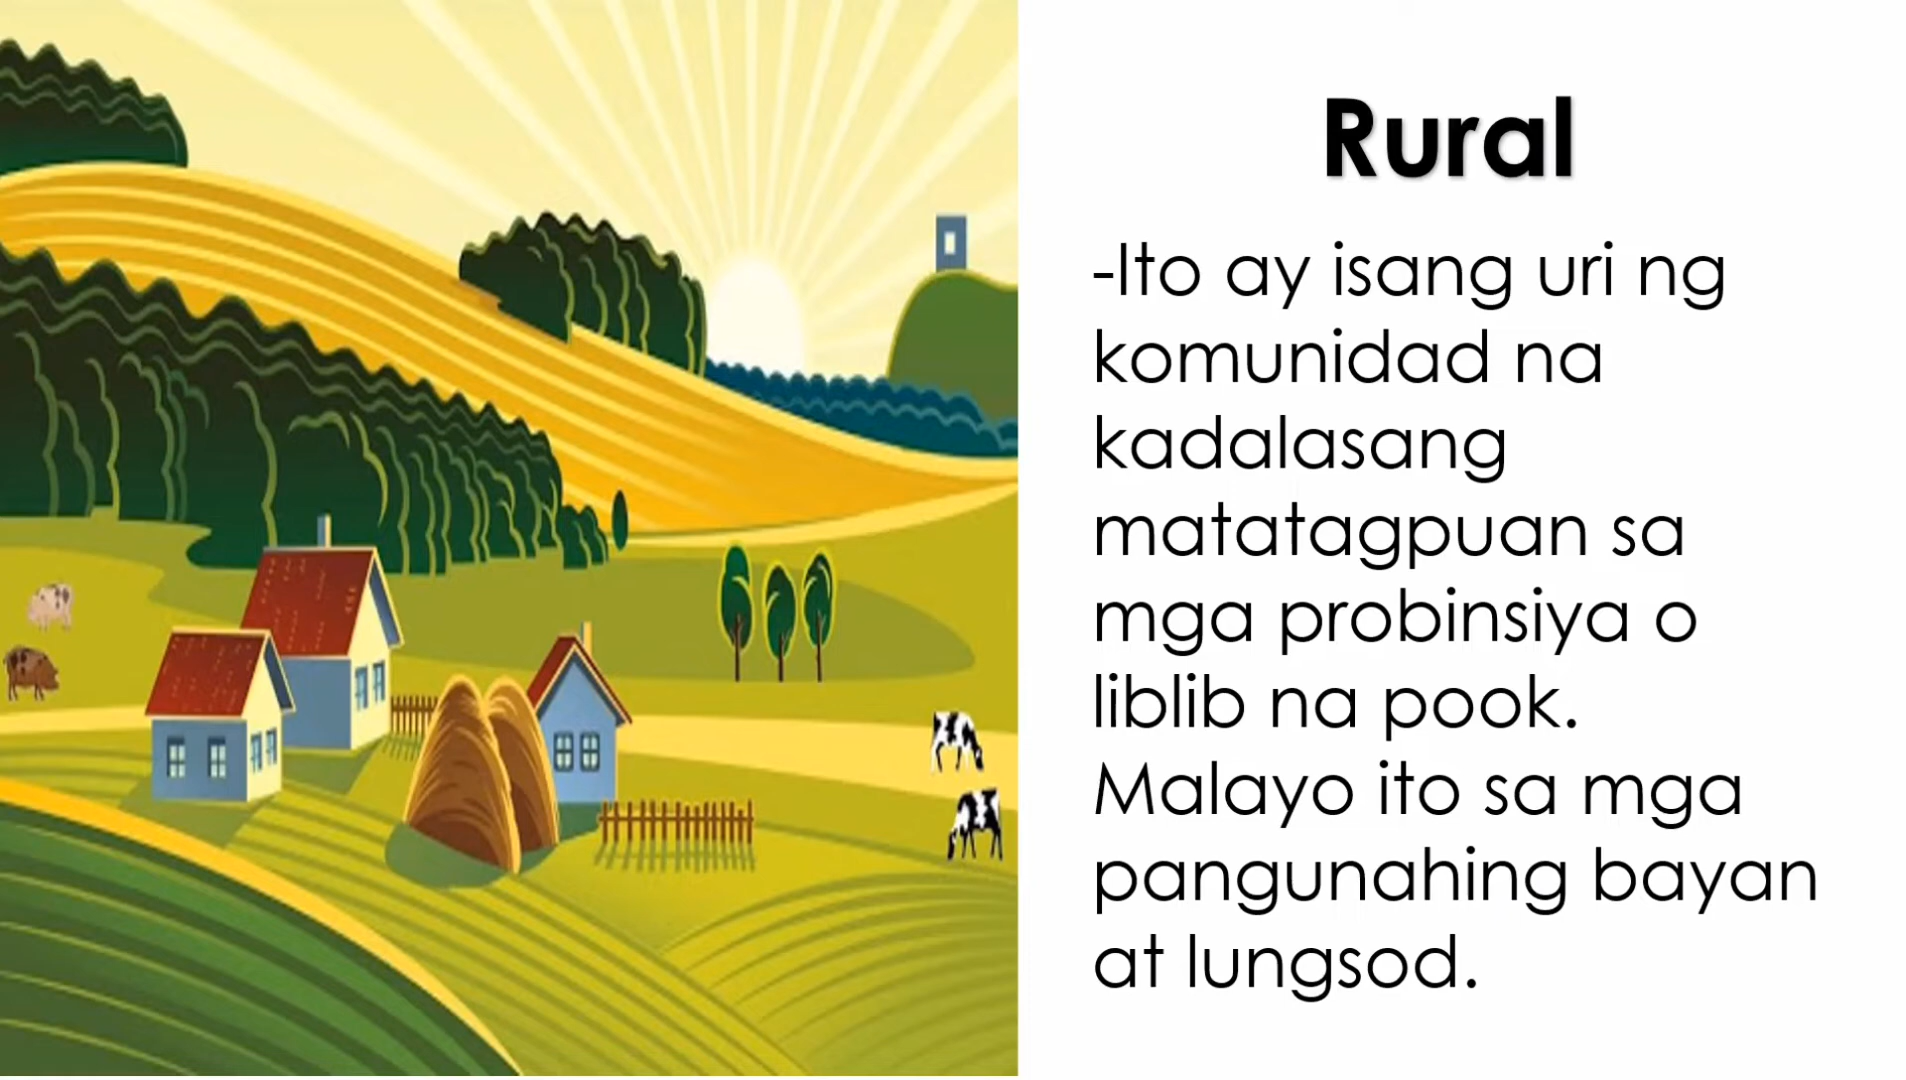 Rural
-Ito ay isang uri ng
komunidad na
kadalasang
matatagpuan sa
mga probinsiya o
liblib na pook.
Malayo ito sa mga
pangunahing bayan
at lungsod.